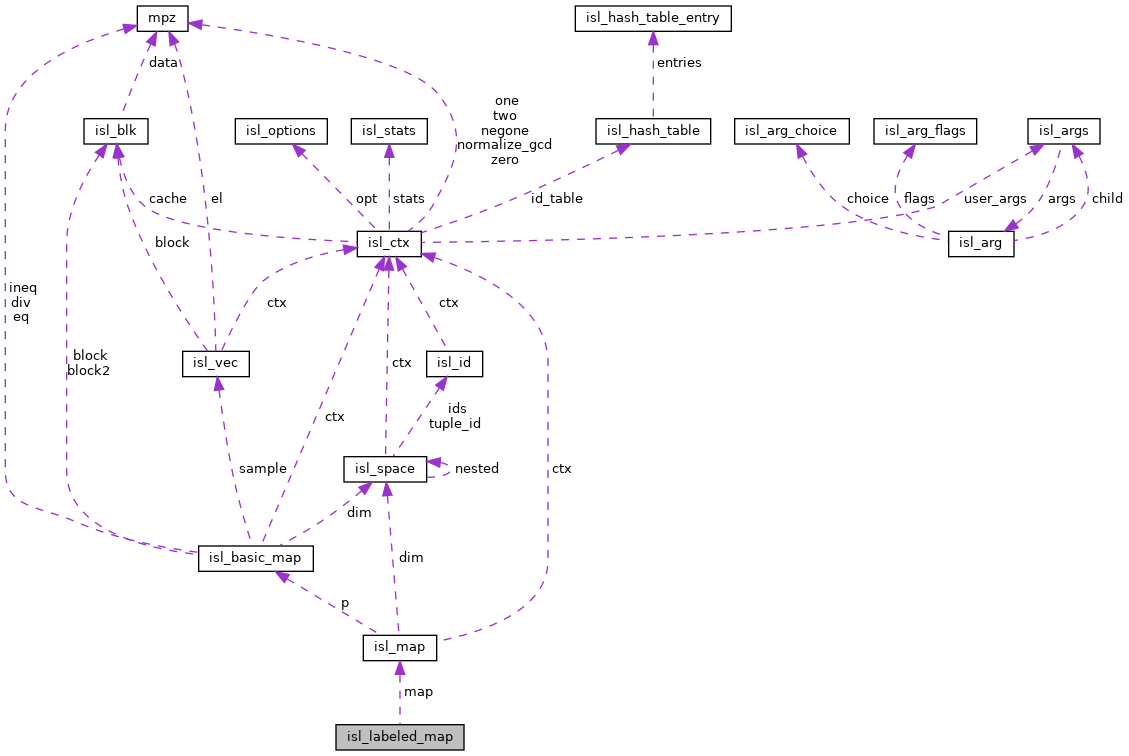 mpz
isl_hash_table_entry
data
entries
one
two
negone
normalize_gcd
zero
isl_blk
isl_options
isl_stats
isl_hash_table
isl_arg_choice
isl_arg_flags
isl_args
cache
el
opt
stats
id_table
choice
flags
user_args
args
child
block
isl_ctx
isl_arg
ineq
div
eq
ctx
ctx
block
block2
isl_vec
ctx
isl_id
ids
tuple_id
ctx
sample
isl_space
nested
ctx
dim
isl_basic_map
dim
p
isl_map
map
isl_labeled_map